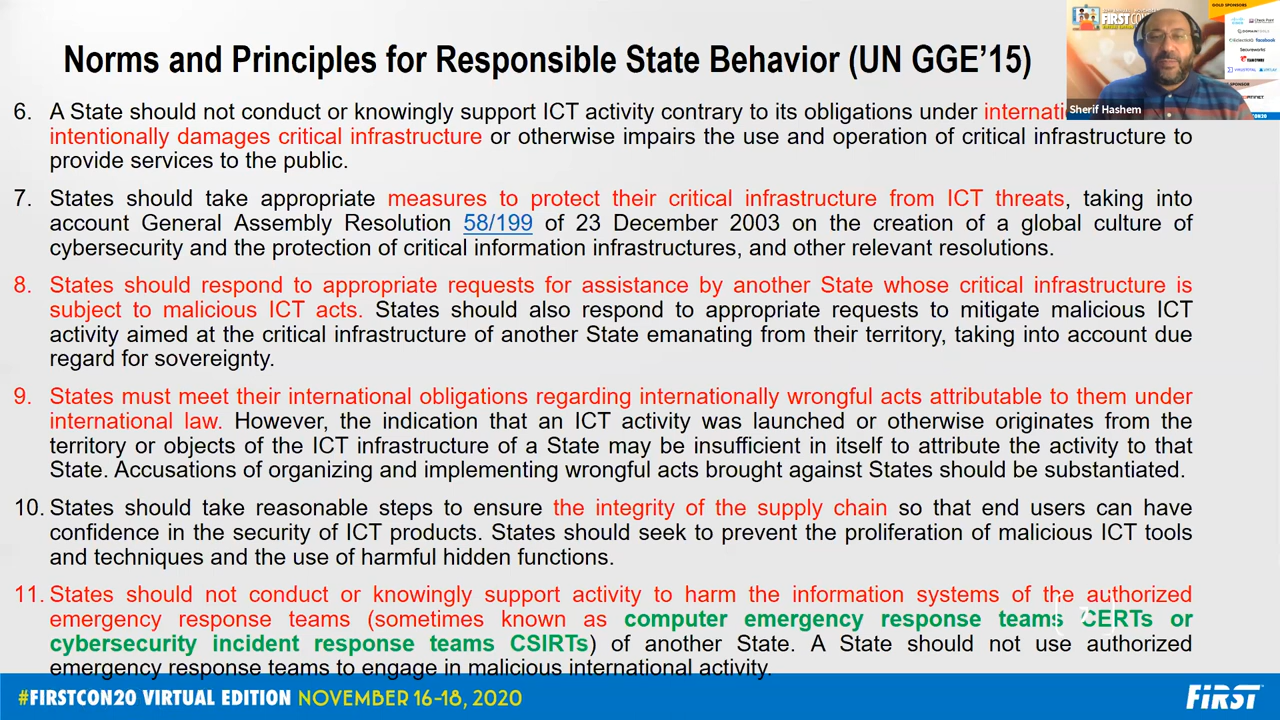 Norms and Principles for Responsible State Behavior (UN GGE’15)
6. A State should not conduct or knowingly support ICT activity contrary to its obligations under
intentionally damages critical infrastructure or otherwise impairs the use and operation of critical infrastructure to
provide services to the public.
7. States should take appropriate measures to protect their critical infrastructure from ICT threats, taking into
account General Assembly Resolution 58/199 of 23 December 2003 on the creation of a global culture of
cybersecurity and the protection of critical information infrastructures, and other relevant resolutions.
8. States should respond to appropriate requests for assistance by another State whose critical infrastructure is
subject to malicious ICT acts. States should also respond to appropriate requests to mitigate malicious ICT
activity aimed at the critical infrastructure of another State emanating from their territory, taking into account due
regard for sovereignty.
9. States must meet their international obligations regarding internationally wrongful acts attributable to them under
international law. However, the indication that an ICT activity was launched or otherwise originates from the
territory or objects of the ICT infrastructure of a State may be insufficient in itself to attribute the activity to that
State. Accusations of organizing and implementing wrongful acts brought against States should be substantiated.
10. States should take reasonable steps to ensure the integrity of the supply chain so that end users can have
confidence in the security of ICT products. States should seek to prevent the proliferation of malicious ICT tools
and techniques and the use of harmful hidden functions.
11. States should not conduct or knowingly support activity to harm the information systems of the authorized
emergency response teams (sometimes known as computer emergency response teams CERTs or
cybersecurity incident response teams CSIRTs) of another State. A State should not use authorized
emergency response teams to engage in malicious international activity.
Sherif Hashem
GOLD SPONSORS
facebook
#FIRSTCON20 VIRTUAL EDITION NOVEMBER 16-18, 2020
FIRST